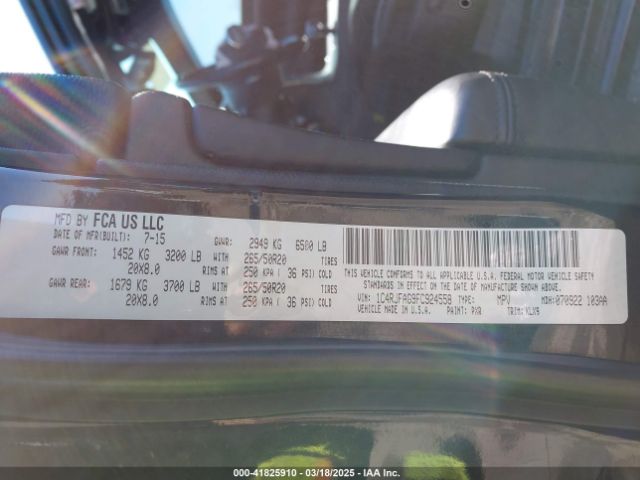 MFD BY FCA US LLC
DATE OF MFR(BUILT): 7-15 GVWR: 2949 KG 6500 LB
GAWR FRONT: 1452 KG 3200 LB WITH 265/50R20 TIRES
20X8.0 RIMS AT 250 KPA ( 36 PSI) COLD
GAWR REAR: 1679 KG 3700 LB WITH 265/50R20 TIRES
20X8.0 RIMS AT 250 KPA ( 36 PSI) COLD
THIS VEHICLE CONFORMS TO ALL APPLICABLE U.S.A. FEDERAL MOTOR VEHICLE SAFETY
STANDARDS IN EFFECT ON THE DATE OF MANUFACTURE SHOWN ABOVE.
VIN: 1C4RJFAG9FC924558 TYPE: MPV MDH: 070922 103AA
VEHICLE MADE IN U.S.A. PAINT: PXR TRIM: KLX9
000-41825910 | 03/18/2025 | IAA Inc.